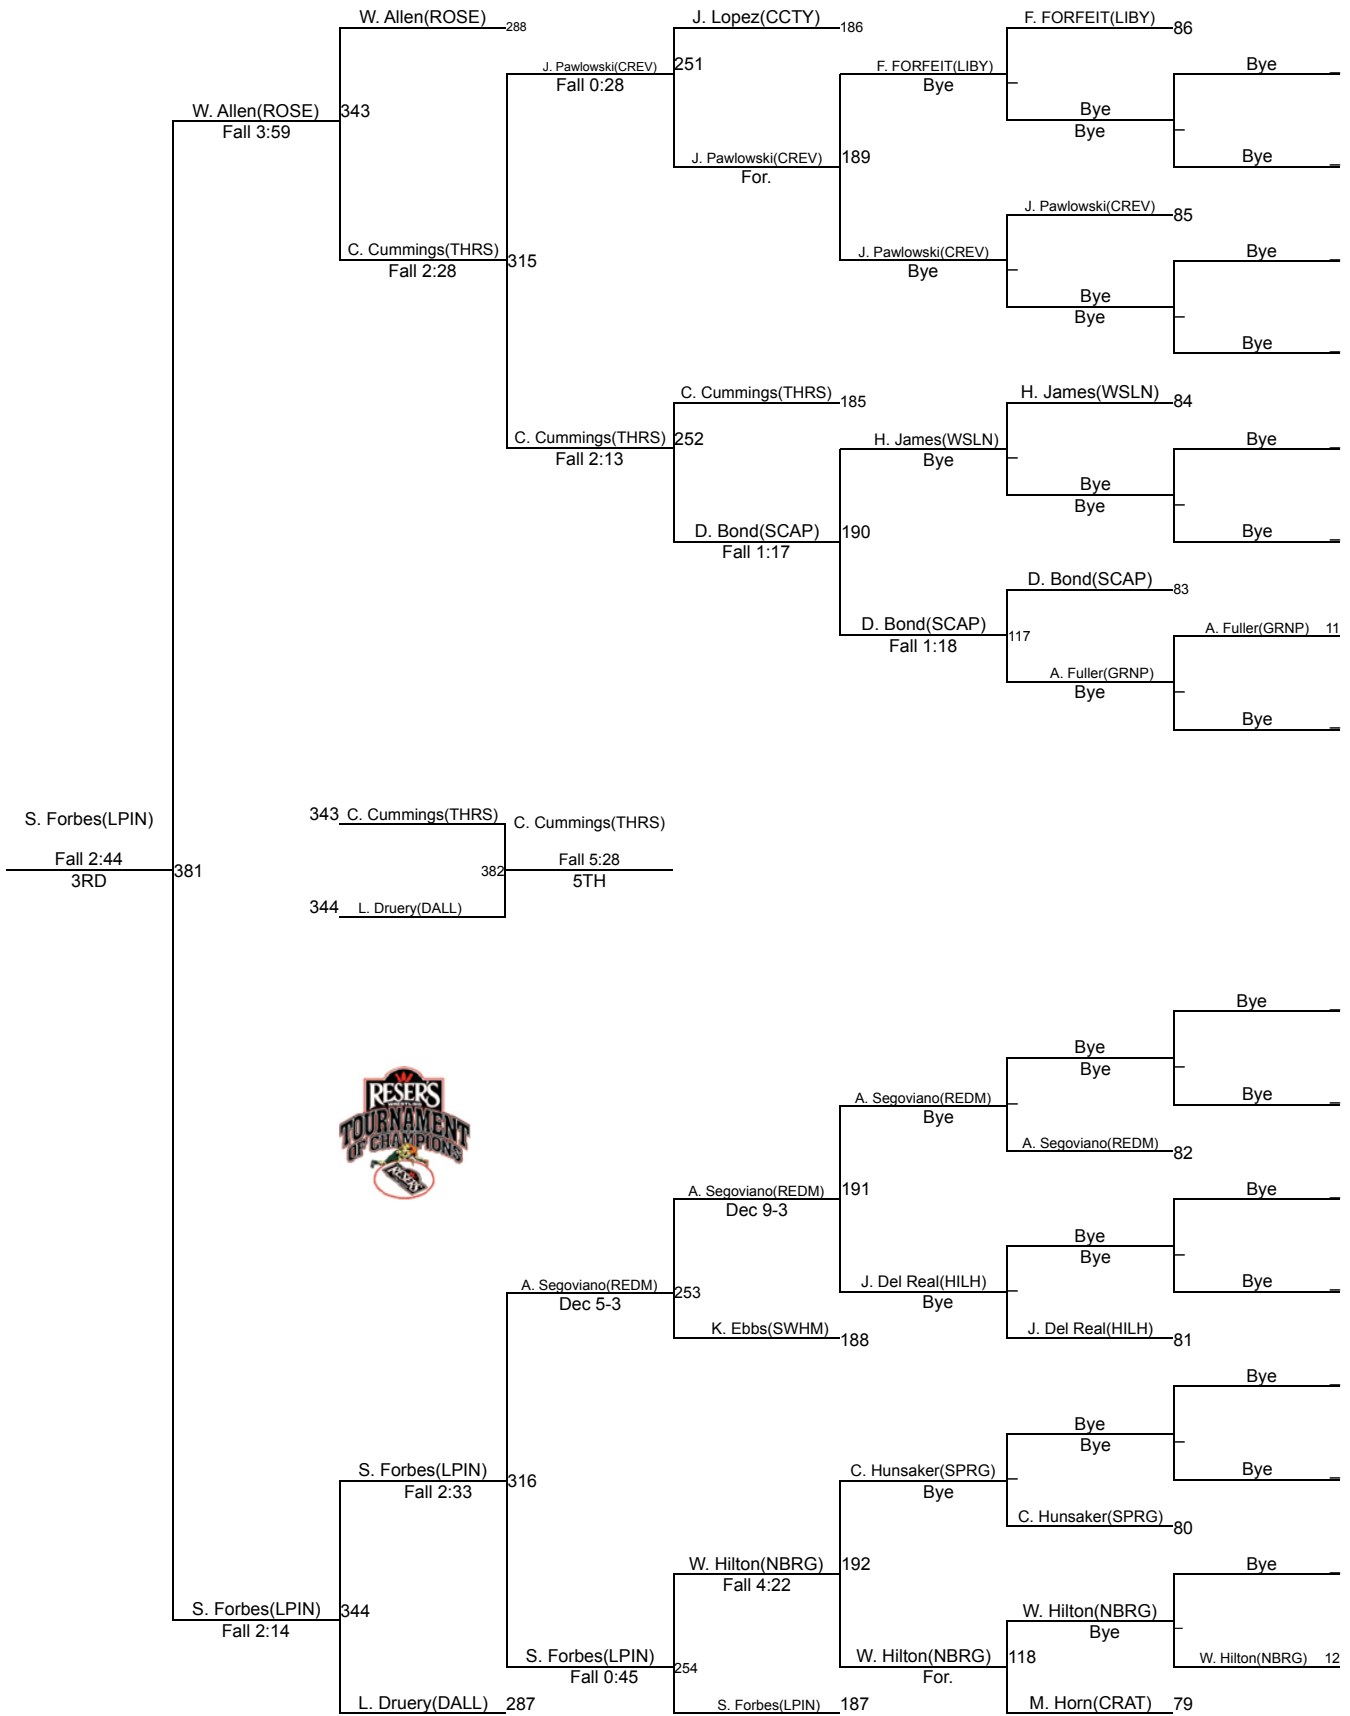 W. Allen(ROSE) 288
J. Lopez(CCTY) 186
F. FORFEIT(LIBY) 86
J. Pawlowski(CREV) 251
Fall 0:28
F. FORFEIT(LIBY)
Bye
Bye _
W. Allen(ROSE) 343
Fall 3:59
Bye
Bye
J. Pawlowski(CREV) 189
For.
Bye _
J. Pawlowski(CREV) 85
C. Cummings(THRS) 315
Fall 2:28
J. Pawlowski(CREV)
Bye
Bye _
Bye
Bye
Bye _
C. Cummings(THRS) 185
H. James(WSLN) 84
C. Cummings(THRS) 252
Fall 2:13
H. James(WSLN)
Bye
Bye _
Bye
Bye
D. Bond(SCAP) 190
Fall 1:17
Bye _
D. Bond(SCAP) 83
D. Bond(SCAP) 117
Fall 1:18
A. Fuller(GRNP) 11
A. Fuller(GRNP)
Bye
Bye _
S. Forbes(LPIN)
Fall 2:44
3RD
381
343 C. Cummings(THRS)
C. Cummings(THRS)
382
Fall 5:28
5TH
344 L. Druery(DALL)
Bye _
Bye
Bye
A. Segoviano(REDM)
Bye
Bye _
A. Segoviano(REDM) 82
RESER'S
WRESTLING
TOURNAMENT
OF CHAMPIONS
RESER'S
A. Segoviano(REDM) 191
Dec 9-3
Bye _
Bye
Bye
A. Segoviano(REDM) 253
Dec 5-3
J. Del Real(HILH)
Bye
Bye _
K. Ebbs(SWHM) 188
J. Del Real(HILH) 81
Bye _
Bye
Bye
S. Forbes(LPIN) 316
Fall 2:33
C. Hunsaker(SPRG)
Bye
Bye _
C. Hunsaker(SPRG) 80
W. Hilton(NBRG) 192
Fall 4:22
Bye _
S. Forbes(LPIN) 344
Fall 2:14
W. Hilton(NBRG)
Bye
S. Forbes(LPIN) 254
Fall 0:45
W. Hilton(NBRG) 118
For.
W. Hilton(NBRG) 12
L. Druery(DALL) 287
S. Forbes(LPIN) 187
M. Horn(CRAT) 79